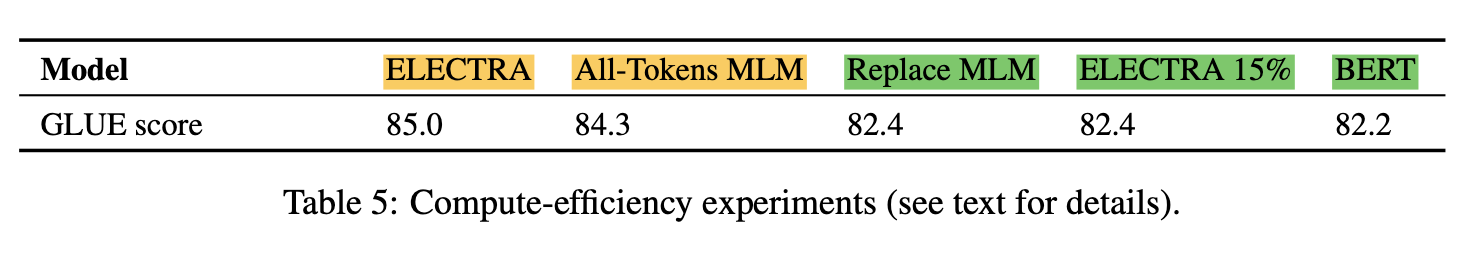 Model ELECTRA All-Tokens MLM Replace MLM ELECTRA 15% BERT
GLUE score 85.0 84.3 82.4 82.4 82.2
Table 5: Compute-efficiency experiments (see text for details).